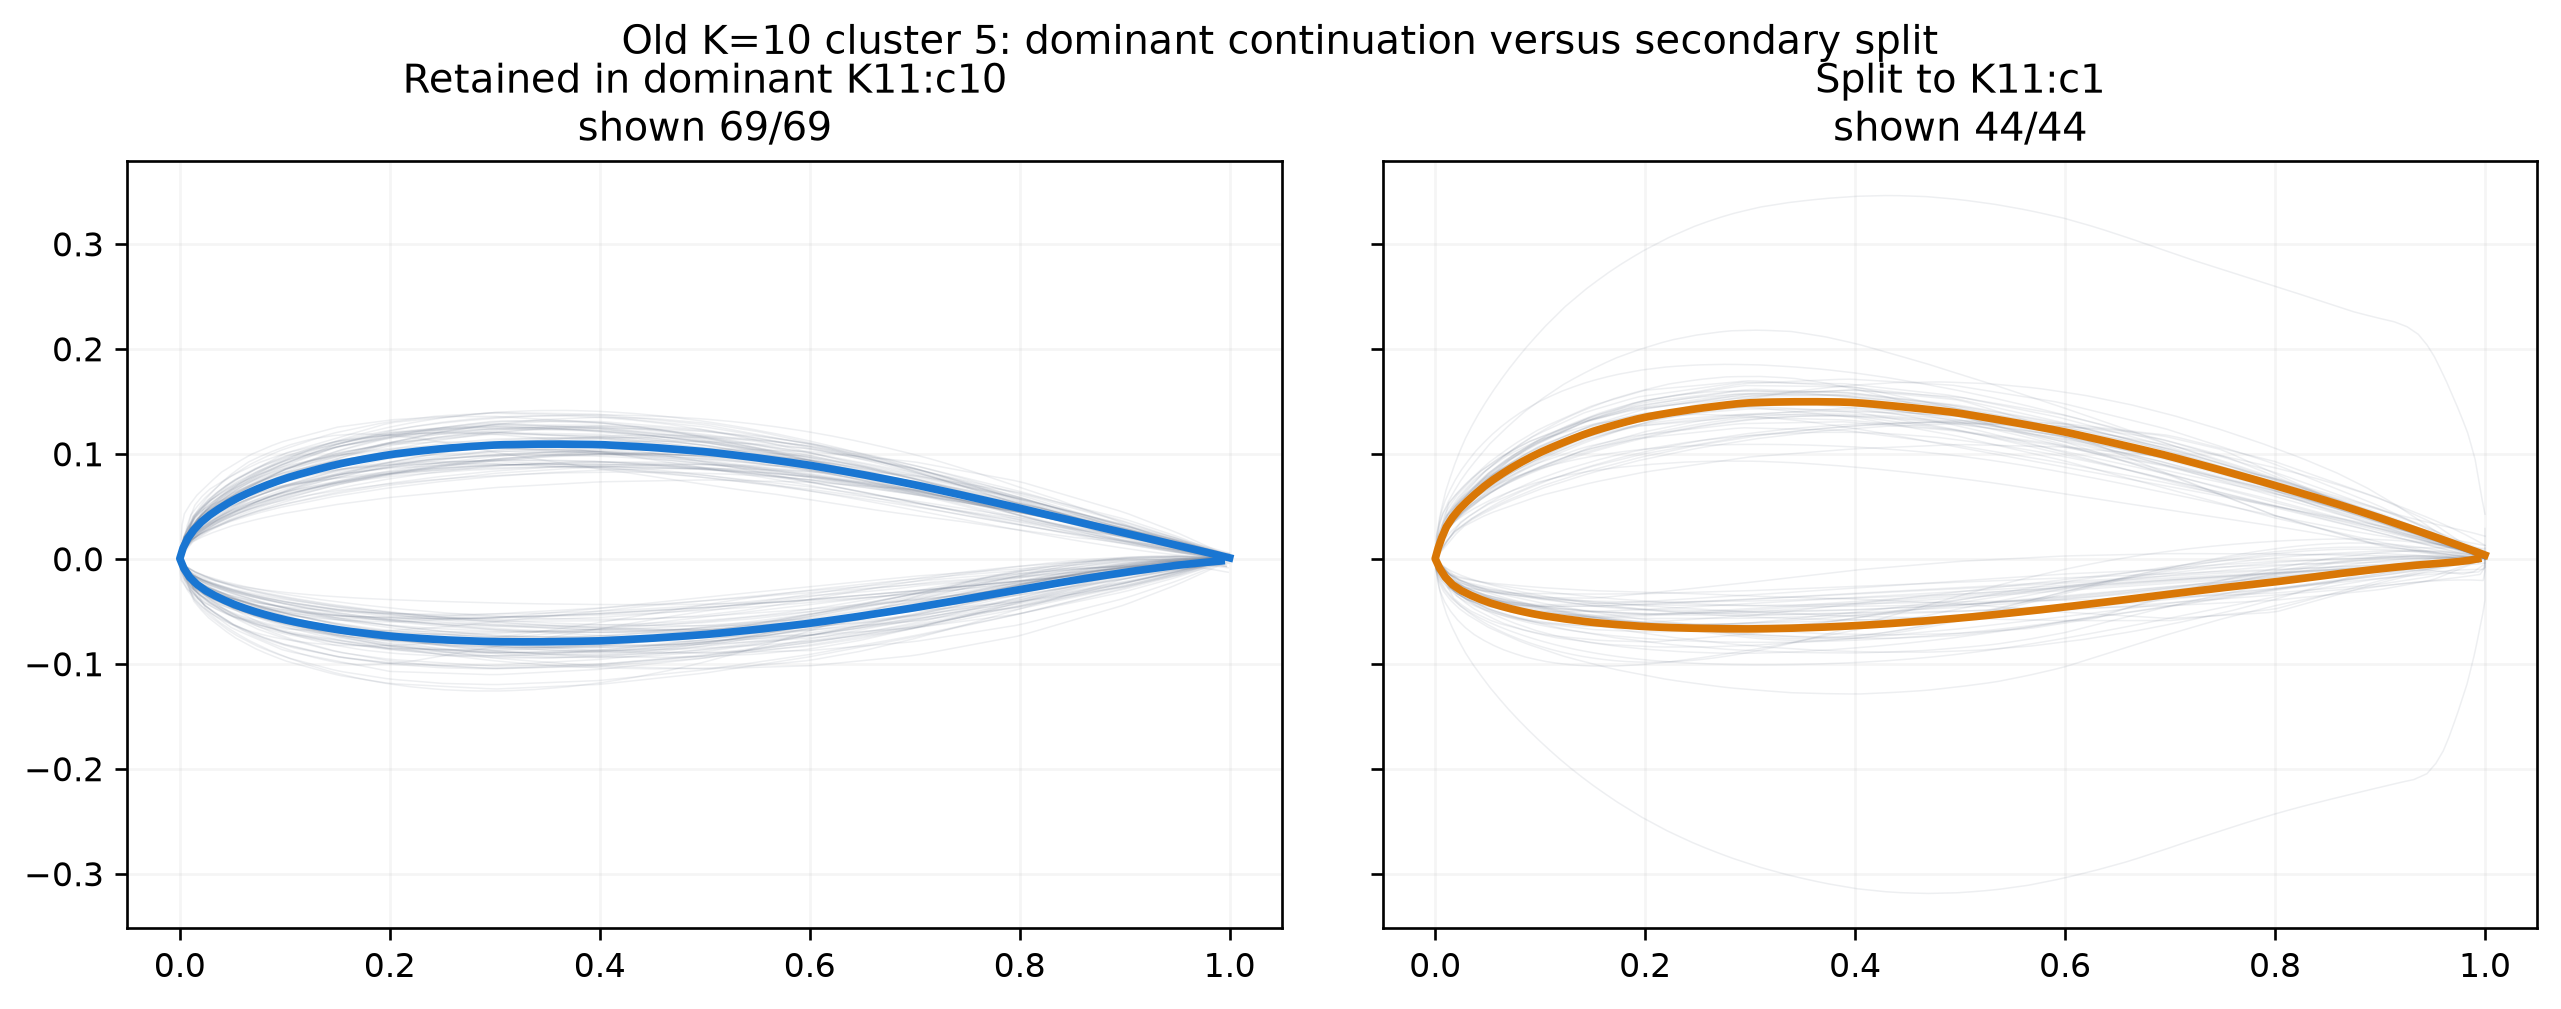 Old K=10 cluster 5: dominant continuation versus secondary split
Retained in dominant K11:c10
shown 69/69
Split to K11:c1
shown 44/44
0.3
0.2
0.1
0.0
−0.1
−0.2
−0.3
0.0 0.2 0.4 0.6 0.8 1.0
0.0 0.2 0.4 0.6 0.8 1.0